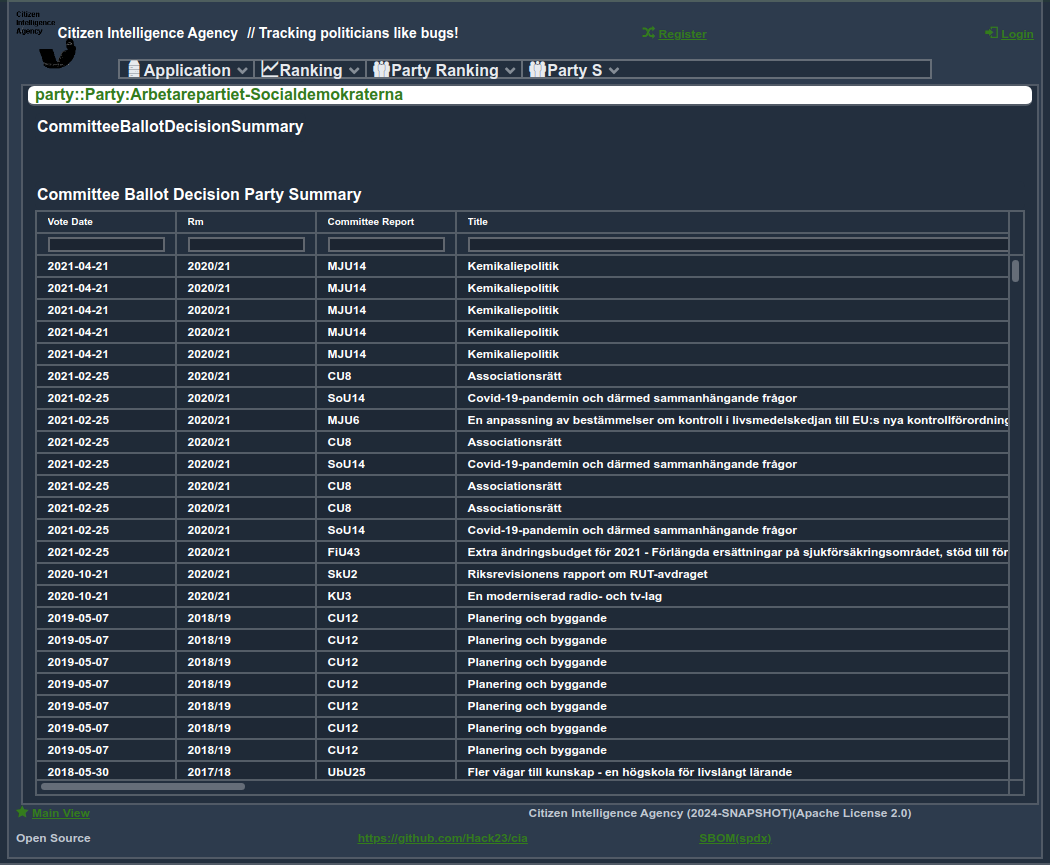 Citizen Intelligence Agency
Citizen Intelligence Agency // Tracking politicians like bugs!
Register
Login
Application Ranking Party Ranking Party S
party::Party:Arbetarepartiet-Socialdemokraterna
CommitteeBallotDecisionSummary
Committee Ballot Decision Party Summary
Vote Date Rm Committee Report Title
2021-04-21 2020/21 MJU14 Kemikaliepolitik
2021-04-21 2020/21 MJU14 Kemikaliepolitik
2021-04-21 2020/21 MJU14 Kemikaliepolitik
2021-04-21 2020/21 MJU14 Kemikaliepolitik
2021-04-21 2020/21 MJU14 Kemikaliepolitik
2021-02-25 2020/21 CU8 Associationsrätt
2021-02-25 2020/21 SoU14 Covid-19-pandemin och därmed sammanhängande frågor
2021-02-25 2020/21 MJU6 En anpassning av bestämmelser om kontroll i livsmedelskedjan till EU:s nya kontrollförordning
2021-02-25 2020/21 CU8 Associationsrätt
2021-02-25 2020/21 SoU14 Covid-19-pandemin och därmed sammanhängande frågor
2021-02-25 2020/21 CU8 Associationsrätt
2021-02-25 2020/21 CU8 Associationsrätt
2021-02-25 2020/21 SoU14 Covid-19-pandemin och därmed sammanhängande frågor
2021-02-25 2020/21 FiU43 Extra ändringsbudget för 2021 - Förlängda ersättningar på sjukförsäkringsområdet, stöd till för
2020-10-21 2020/21 SkU2 Riksrevisionens rapport om RUT-avdraget
2020-10-21 2020/21 KU3 En moderniserad radio- och tv-lag
2019-05-07 2018/19 CU12 Planering och byggande
2019-05-07 2018/19 CU12 Planering och byggande
2019-05-07 2018/19 CU12 Planering och byggande
2019-05-07 2018/19 CU12 Planering och byggande
2019-05-07 2018/19 CU12 Planering och byggande
2019-05-07 2018/19 CU12 Planering och byggande
2019-05-07 2018/19 CU12 Planering och byggande
2018-05-30 2017/18 UbU25 Fler vägar till kunskap - en högskola för livslångt lärande
Main View Citizen Intelligence Agency (2024-SNAPSHOT)(Apache License 2.0)
Open Source https://github.com/Hack23/cia SBOM(spdx)